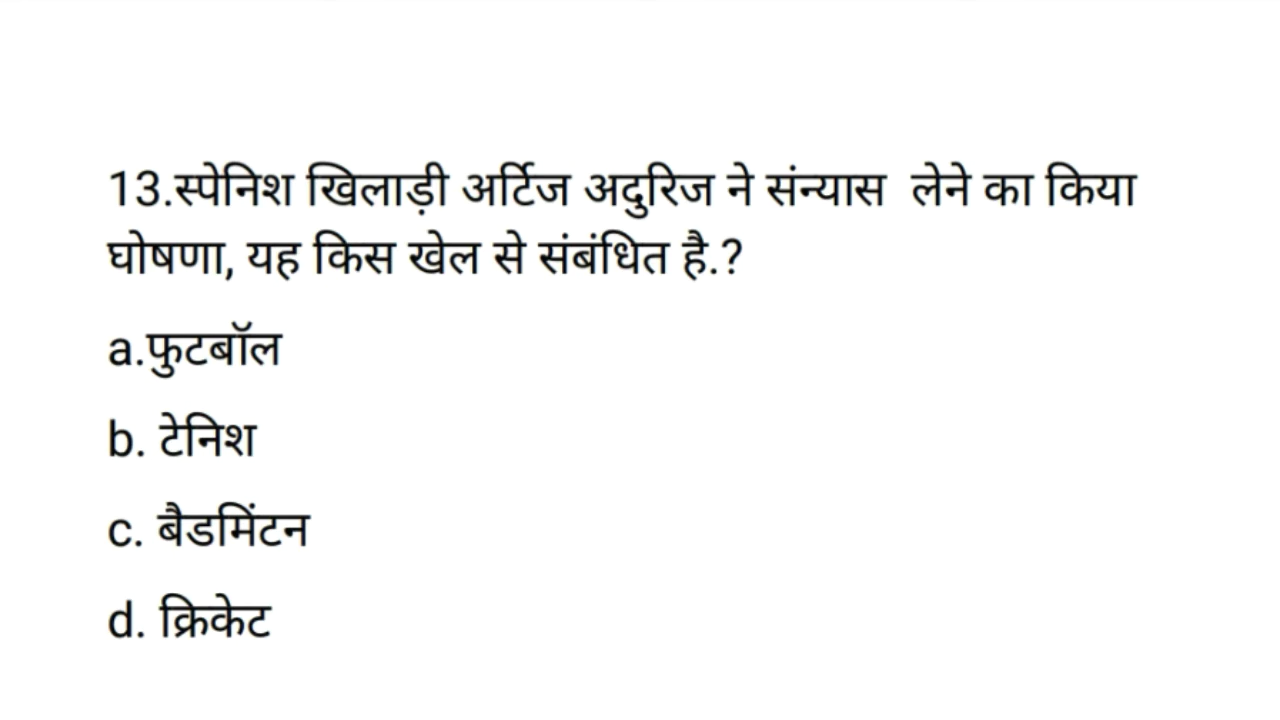 13.स्पेनिश खिलाड़ी अर्टिज अदुरिज ने संन्यास  लेने का किया
घोषणा, यह किस खेल से संबंधित है.?
a.फुटबॉल
b. टेनिश
c. बैडमिंटन
d. क्रिकेट